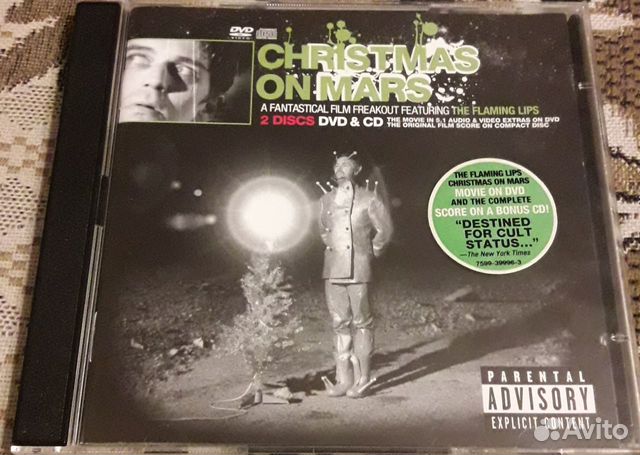 DVD
VIDEO
CHRISTMAS
ON MARS
A FANTASTICAL FILM FREAKOUT FEATURING THE FLAMING LIPS
2 DISCS DVD & CD THE MOVIE IN 5.1 AUDIO & VIDEO EXTRAS ON DVD
THE ORIGINAL FILM SCORE ON COMPACT DISC
THE FLAMING LIPS
CHRISTMAS ON MARS
MOVIE ON DVD
AND THE COMPLETE
SCORE ON A BONUS CD!
"DESTINED
FOR CULT
STATUS..."
—The New York Times
7599-39996-3
PARENTAL
ADVISORY
EXPLICIT CONTENT
Avito